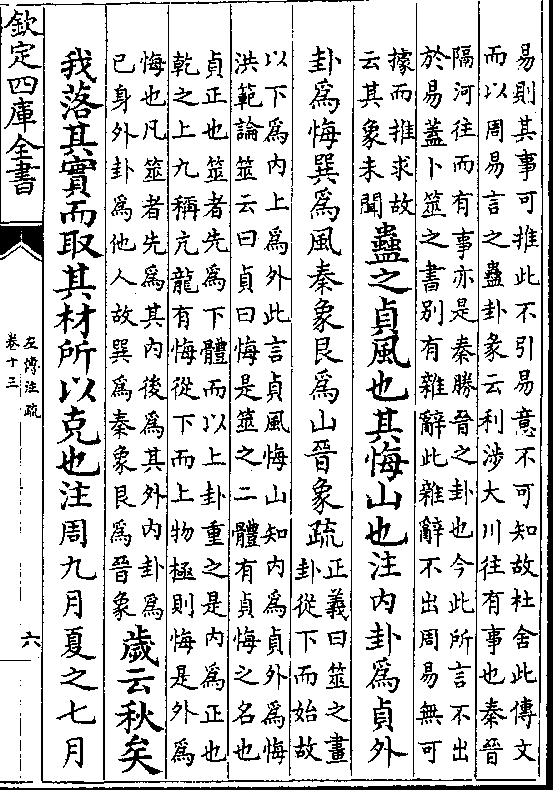 易則其事可推此不引易意不可知故杜舍此傳文
而以周易言之蠱卦彖云利涉大川往有事也秦晉
隔河往而有事亦是秦勝晉之卦也今此所言不出
於易蓋卜筮之書別有雜辭此雜辭不出周易無可
據而推求故
云其象未聞
蠱之貞風也其悔山也注内卦爲貞外
卦爲悔巽爲風秦象艮爲山晉象疏
正義曰筮之畫
卦從下而始故
以下爲内上爲外此言貞風悔山知内爲貞外爲悔
洪範論筮云曰貞曰悔是筮之二體有貞悔之名也
貞正也筮者先爲下體而以上卦重之是内爲正也
乾之上九稱亢龍有悔從下而上物極則悔是外爲
悔也凡筮者先爲其内後爲其外内卦爲
已身外卦爲他人故巽爲秦象艮爲晉象
歲云秋矣
我落其實而取其材所以克也注周九月夏之七月
欽定四庫全書
左傳注疏
卷十三
六